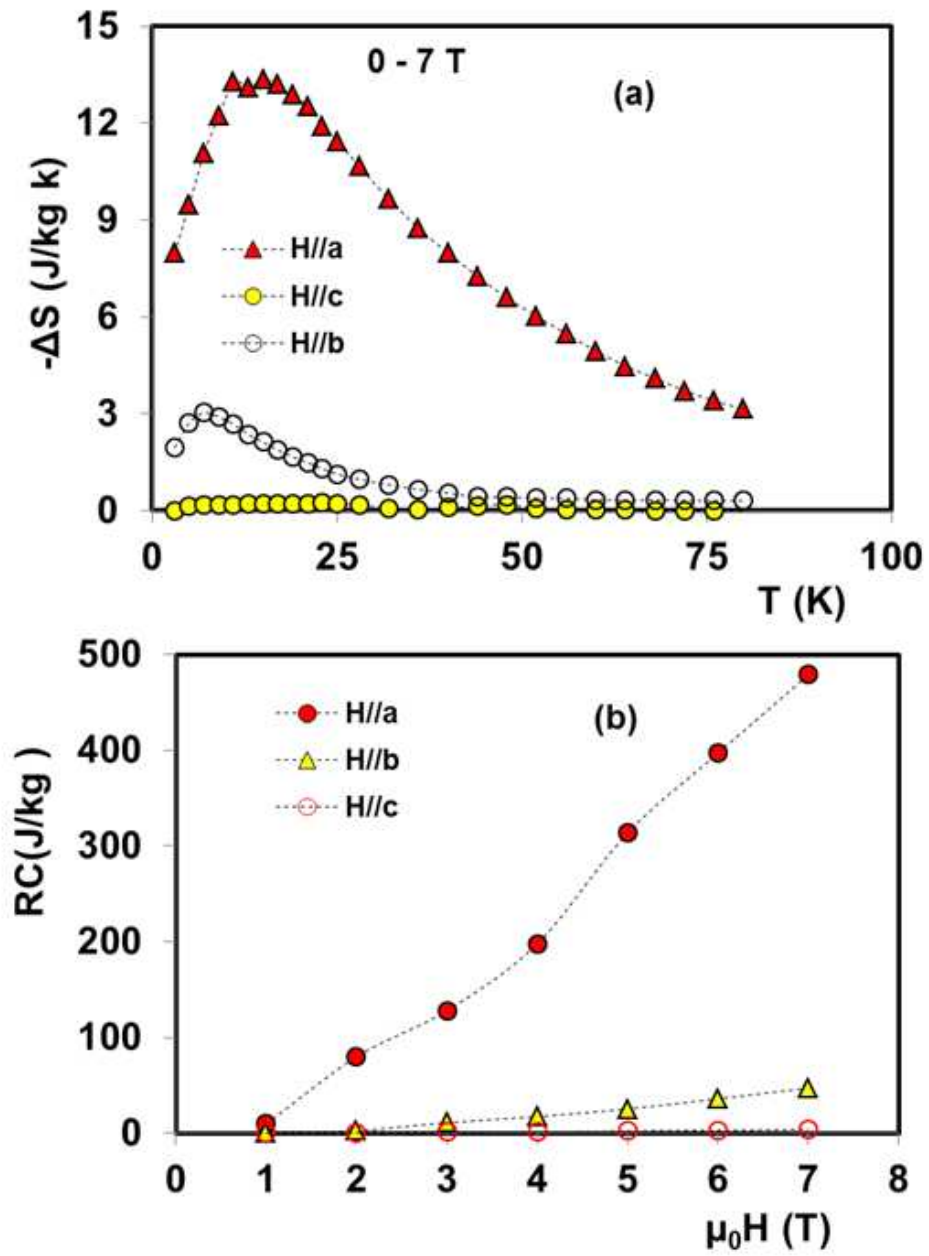 15
12
9
6
3
0
-ΔS (J/kg k)
0 - 7 T
(a)
H//a
H//c
H//b
0 25 50 75 100
T (K)
500
400
300
200
100
0
RC(J/kg )
H//a
H//b
H//c
(b)
0 1 2 3 4 5 6 7 8
μ₀H (T)